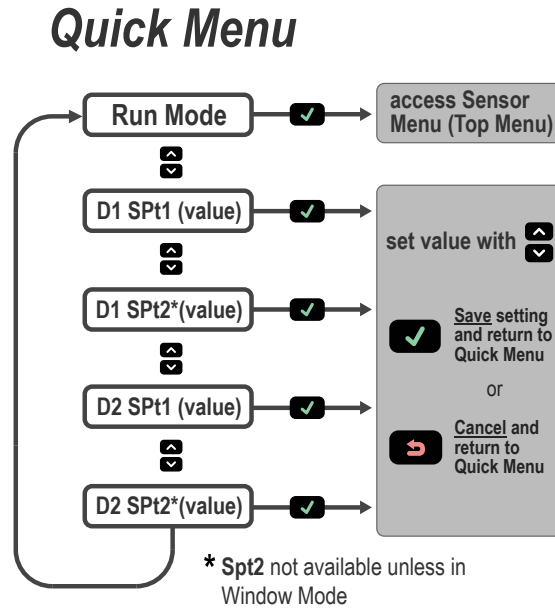 Quick Menu
Run Mode
access Sensor
Menu (Top Menu)
D1 SPt1 (value)
set value with
D1 SPt2*(value)
Save setting
and return to
Quick Menu
or
D2 SPt1 (value)
Cancel and
return to
Quick Menu
D2 SPt2*(value)
* Spt2 not available unless in
Window Mode